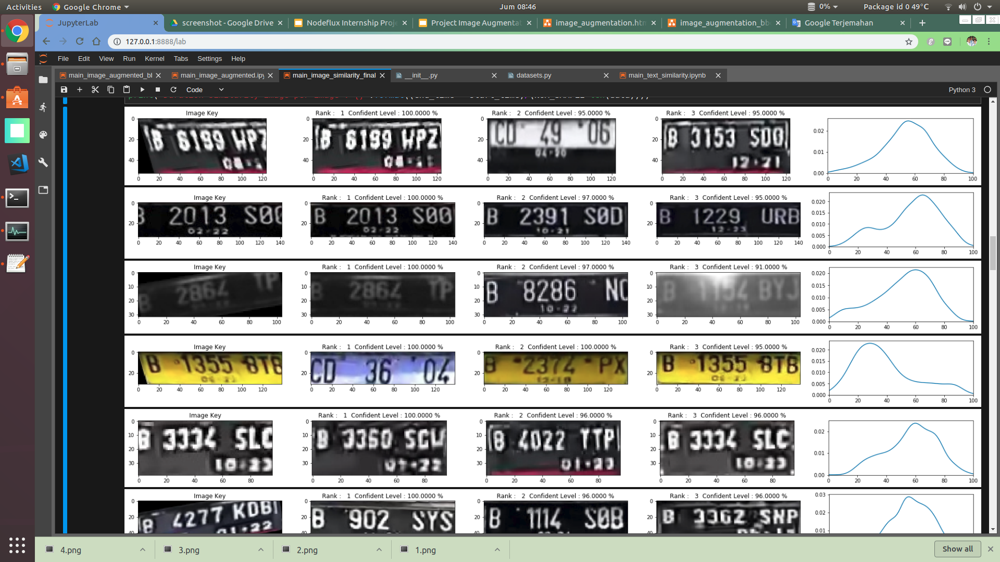 Activities Google Chrome Jum 08:46 0% Package id 0 49°C
JupyterLab screenshot - Google Drive Nodeflux Internship Proje Project Image Augmentat image_augmentation.htm image_augmentation_bb Google Terjemahan
127.0.0.1:8888/lab
File Edit View Run Kernel Tabs Settings Help
main_image_augmented_bl main_image_augmented.ipy main_image_similarity_final __init__.py datasets.py main_text_similarity.ipynb
Code Python 3
Image Key Rank : 1 Confident Level : 100.0000 % Rank : 2 Confident Level : 95.0000 % Rank : 3 Confident Level : 95.0000 %
B 6199 WPZ B 6199 WPZ CD 49 06 B 3153 SDO
04-20 12-21
0 20 40 0 20 40 0 20 40 0 20 40 0.02 0.01 0.00
0 20 40 60 80 100 120 0 20 40 60 80 100 120 0 20 40 60 80 100 120 0 20 40 60 80 100 120 0 20 40 60 80 100
Image Key Rank : 1 Confident Level : 100.0000 % Rank : 2 Confident Level : 97.0000 % Rank : 3 Confident Level : 95.0000 %
B 2013 SOO B 2013 SOO B 2391 SOD B 1229 URB
02-22 02-22 10-21 12-23
0 20 0 20 0 20 0 20 0.020 0.015 0.010 0.005 0.000
0 20 40 60 80 100 120 140 0 20 40 60 80 100 120 140 0 20 40 60 80 100 120 140 0 20 40 60 80 100 120 140 0 20 40 60 80 100
Image Key Rank : 1 Confident Level : 100.0000 % Rank : 2 Confident Level : 97.0000 % Rank : 3 Confident Level : 91.0000 %
B 2864 TP B 2864 TP B 8286 NC B BYJ
10-22
0 10 20 30 0 10 20 30 0 10 20 30 0 10 20 30 0.020 0.015 0.010 0.005 0.000
0 20 40 60 80 100 0 20 40 60 80 100 0 20 40 60 80 100 0 20 40 60 80 100 0 20 40 60 80 100
Image Key Rank : 1 Confident Level : 100.0000 % Rank : 2 Confident Level : 100.0000 % Rank : 3 Confident Level : 95.0000 %
B 1355 BTB CD 36 04 B 2374 PX B 1355 BTB
0 20 0 20 0 20 0 20 0.020 0.015 0.010 0.005 0.000
0 20 40 60 80 100 120 0 20 40 60 80 100 120 0 20 40 60 80 100 120 0 20 40 60 80 100 120 0 20 40 60 80 100
Image Key Rank : 1 Confident Level : 100.0000 % Rank : 2 Confident Level : 96.0000 % Rank : 3 Confident Level : 96.0000 %
B 3334 SLC B 3360 SGW B 4022 TTP B 3334 SLC
10-23 07-22 01-23 10-23
0 10 20 30 0 10 20 30 0 10 20 30 0 10 20 30 0.02 0.01 0.00
0 20 40 60 80 0 20 40 60 80 0 20 40 60 80 0 20 40 60 80 0 20 40 60 80 100
Image Key Rank : 1 Confident Level : 100.0000 % Rank : 2 Confident Level : 96.0000 % Rank : 3 Confident Level : 96.0000 %
B 4277 KDB B 902 SYS B 1114 SOB B 3362 SNP
0 20 40 0 20 0 20 40 0 20 40 0.03 0.02 0.01
4.png 3.png 2.png 1.png Show all